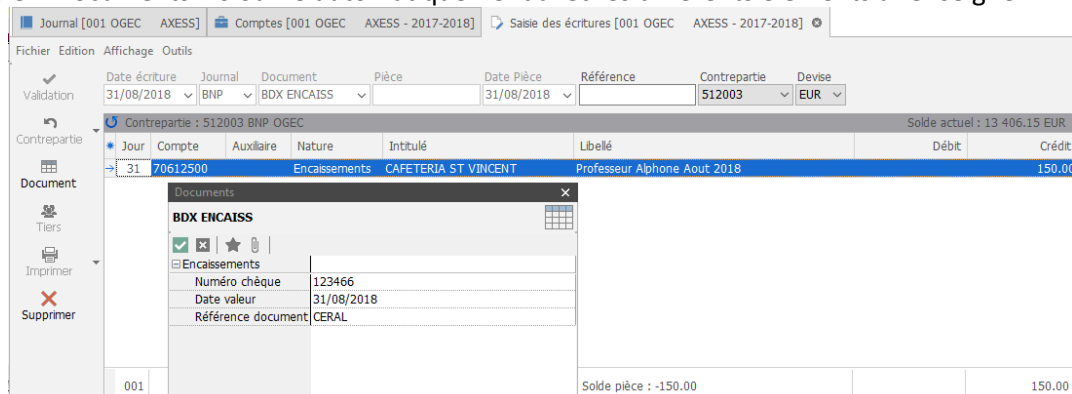 Journal [001 OGEC AXESS] Comptes [001 OGEC AXESS - 2017-2018] Saisie des écritures [001 OGEC AXESS - 2017-2018]
Fichier Edition Affichage Outils
Validation
Contrepartie
Document
Tiers
Imprimer
Supprimer
Date écriture Journal Document Pièce Date Pièce Référence Contrepartie Devise
31/08/2018 BNP BDX ENCAISS 31/08/2018 512003 EUR
Contrepartie : 512003 BNP OGEC Solde actuel : 13 406.15 EUR
Jour Compte Auxiliaire Nature Intitulé Libellé Débit Crédit
31 70612500 Encaissements CAFETERIA ST VINCENT Professeur Alphone Aout 2018 150.00
Documents
BDX ENCAISS
Encaissements
Numéro chèque 123466
Date valeur 31/08/2018
Référence document CERAL
001 Solde pièce : -150.00 150.00